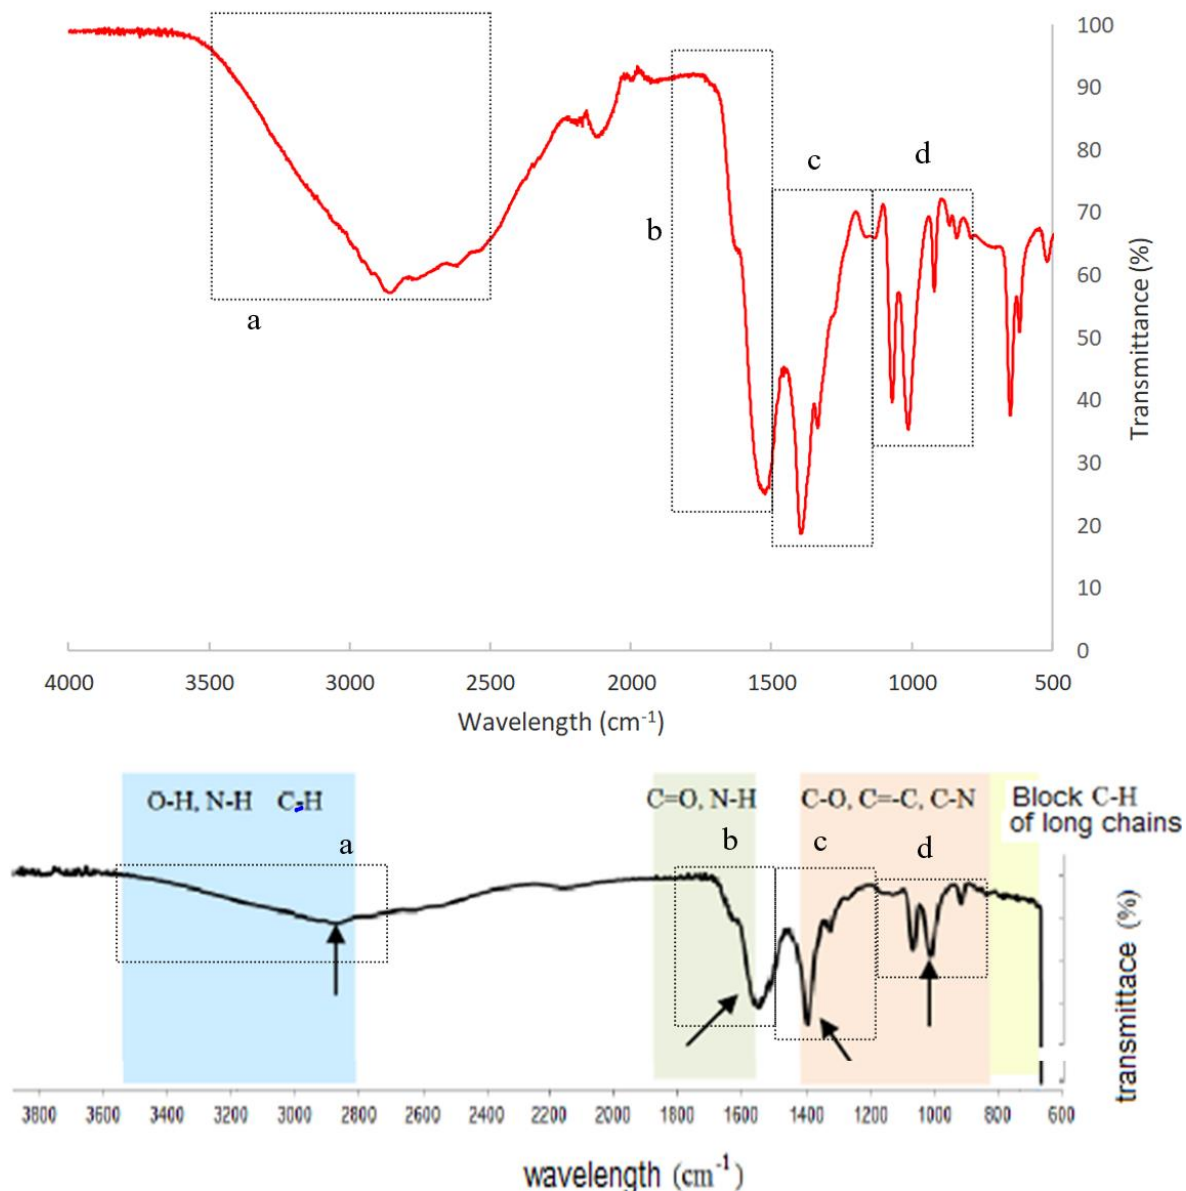 100
90
80
c
d
70
b
60
a
50
40
30
20
10
0
Transmittance (%)
4000 3500 3000 2500 2000 1500 1000 500
Wavelength (cm-1)
O-H, N-H C=H
C=O, N-H
C-O, C=-C, C-N
Block C-H
of long chains
a
b
c
d
transmittace (%)
3800 3600 3400 3200 3000 2800 2600 2400 2200 2000 1800 1600 1400 1200 1000 800 600
wavelength (cm-1)